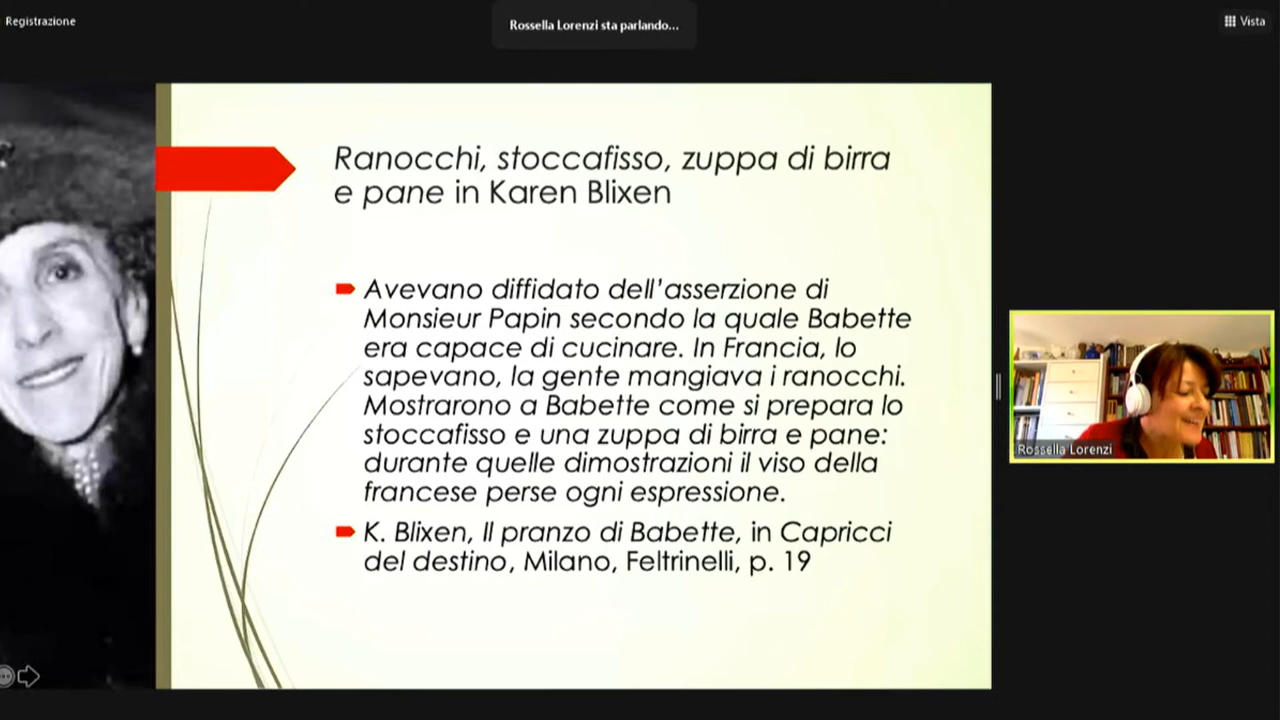 Registrazione
Rossella Lorenzi sta parlando...
Vista
Ranocchi, stoccafisso, zuppa di birra
e pane in Karen Blixen
Avevano diffidato dell'asserzione di
Monsieur Papin secondo la quale Babette
era capace di cucinare. In Francia, lo
sapevano, la gente mangiava i ranocchi.
Mostrarono a Babette come si prepara lo
stoccafisso e una zuppa di birra e pane:
durante quelle dimostrazioni il viso della
francese perse ogni espressione.
K. Blixen, Il pranzo di Babette, in Capricci
del destino, Milano, Feltrinelli, p. 19
Rossella Lorenzi